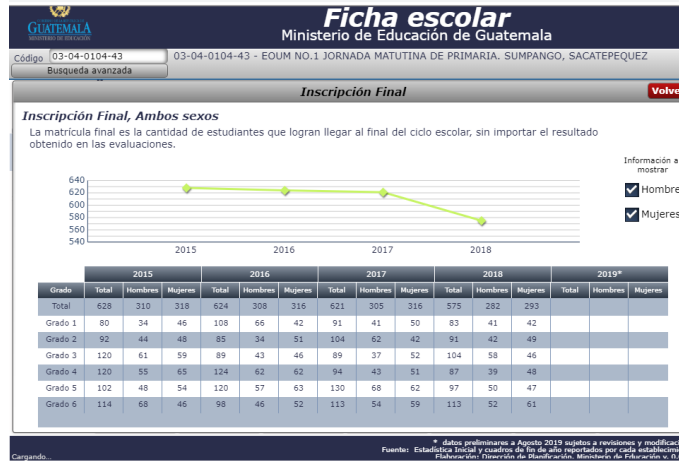 GUATEMALA
MINISTERIO DE EDUCACIÓN
Ficha escolar
Ministerio de Educación de Guatemala
Código 03-04-0104-43 03-04-0104-43 - EOUM NO.1 JORNADA MATUTINA DE PRIMARIA. SUMPANGO, SACATEPEQUEZ
Busqueda avanzada
Inscripción Final Volve
Inscripción Final, Ambos sexos
La matrícula final es la cantidad de estudiantes que logran llegar al final del ciclo escolar, sin importar el resultado
obtenido en las evaluaciones.
Información a
mostrar
Hombre
Mujeres
640
620
600
580
560
540
2015 2016 2017 2018
2015 2016 2017 2018 2019*
Grado Total Hombres Mujeres Total Hombres Mujeres Total Hombres Mujeres Total Hombres Mujeres Total Hombres Mujeres
Total 628 310 318 624 308 316 621 305 316 575 282 293
Grado 1 80 34 46 108 66 42 91 41 50 83 41 42
Grado 2 92 44 48 85 34 51 104 62 42 91 42 49
Grado 3 120 61 59 89 43 46 89 37 52 104 58 46
Grado 4 120 55 65 124 62 62 94 43 51 87 39 48
Grado 5 102 48 54 120 57 63 130 68 62 97 50 47
Grado 6 114 68 46 98 46 52 113 54 59 113 52 61
* datos preliminares a Agosto 2019 sujetos a revisiones y modificaci
Fuente: Estadística Inicial y cuadros de fin de año reportados por cada establecimi
Elaboración: Dirección de Planificación. Ministerio de Educación v. 0.
Cargando...